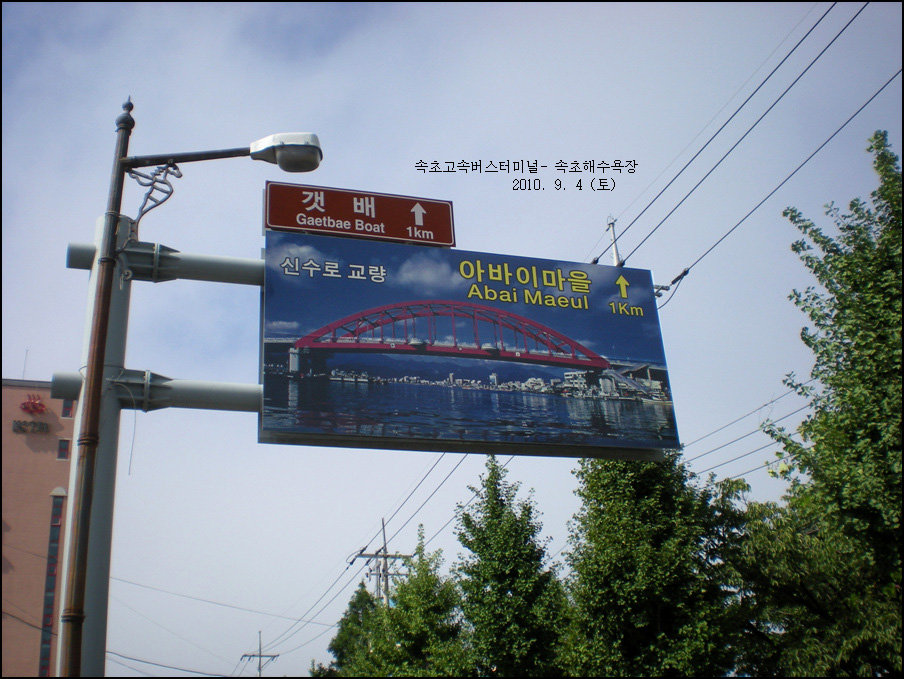 속초고속버스터미널- 속초해수욕장
2010. 9. 4 (토)
갯 배
Gaetbae Boat 1km
신수로 교량
아바이마을
Abai Maeul
1Km